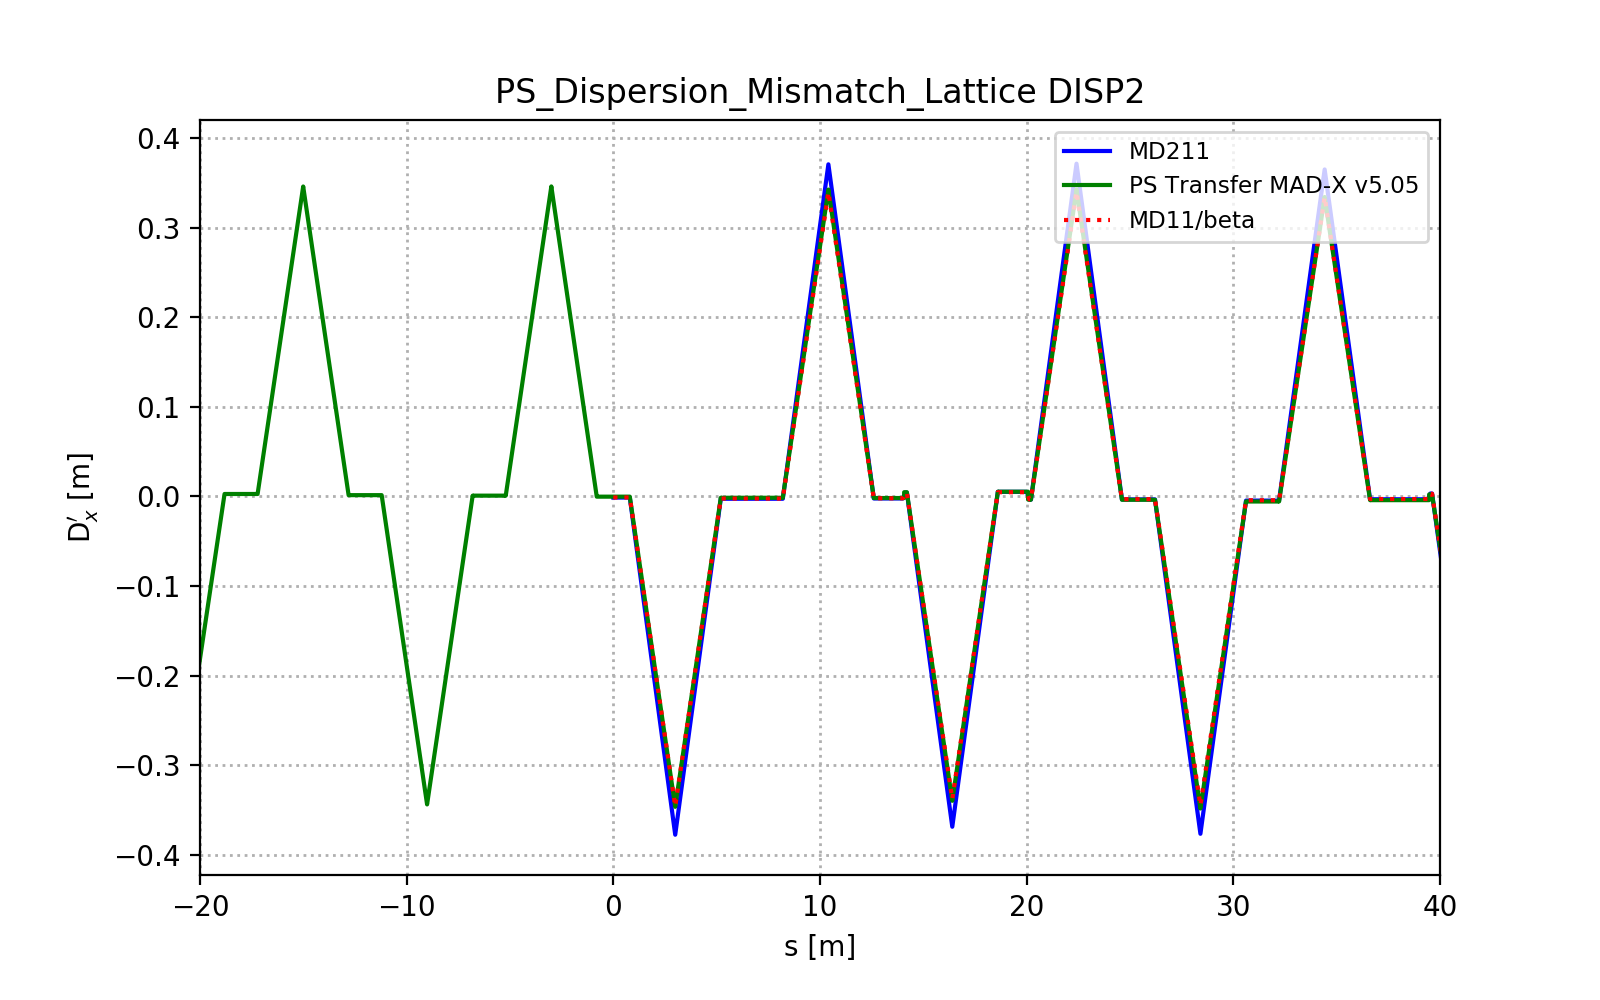 PS_Dispersion_Mismatch_Lattice DISP2
MD211
PS Transfer MAD-X v5.05
MD11/beta
D′ₓ [m]
0.4
0.3
0.2
0.1
0.0
−0.1
−0.2
−0.3
−0.4
−20 −10 0 10 20 30 40
s [m]